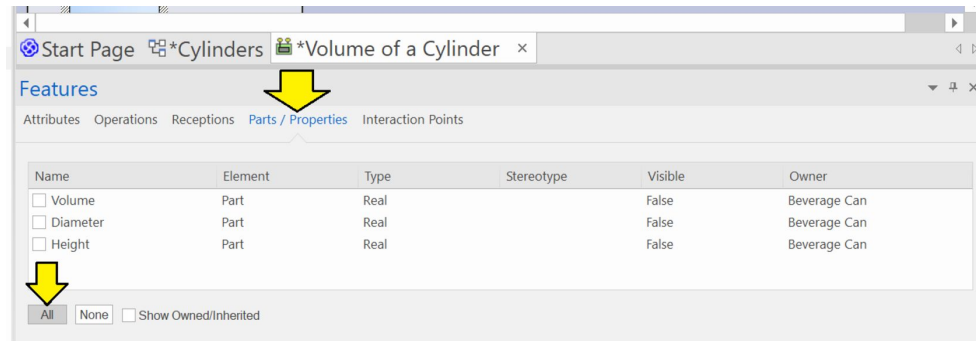 Start Page *Cylinders *Volume of a Cylinder ×
Features
Attributes Operations Receptions Parts / Properties Interaction Points
Name Element Type Stereotype Visible Owner
Volume Part Real False Beverage Can
Diameter Part Real False Beverage Can
Height Part Real False Beverage Can
All None Show Owned/Inherited